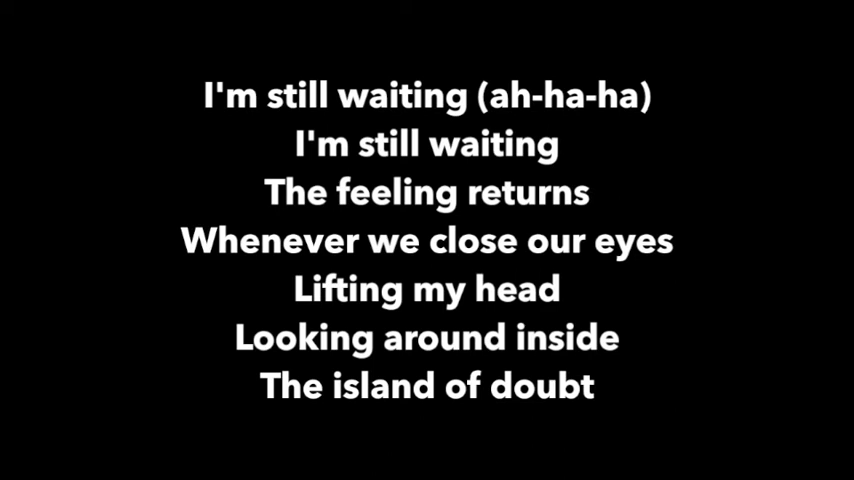 I'm still waiting (ah-ha-ha)
I'm still waiting
The feeling returns
Whenever we close our eyes
Lifting my head
Looking around inside
The island of doubt